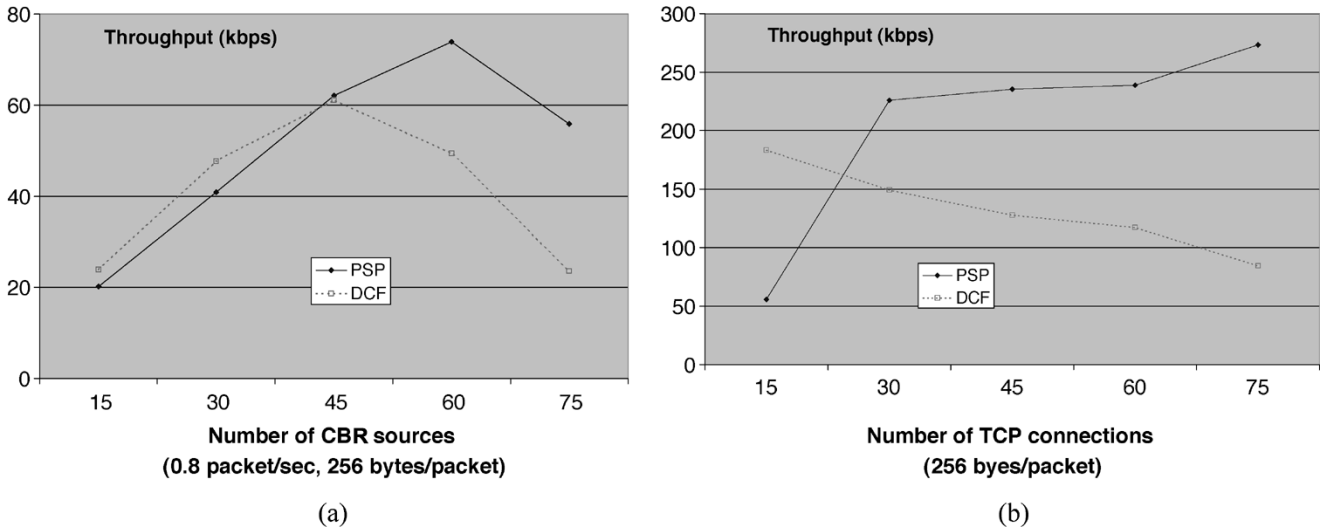 Throughput (kbps)
80
60
40
20
0
PSP
DCF
15 30 45 60 75
Number of CBR sources
(0.8 packet/sec, 256 bytes/packet)
(a)
Throughput (kbps)
300
250
200
150
100
50
0
PSP
DCF
15 30 45 60 75
Number of TCP connections
(256 byes/packet)
(b)